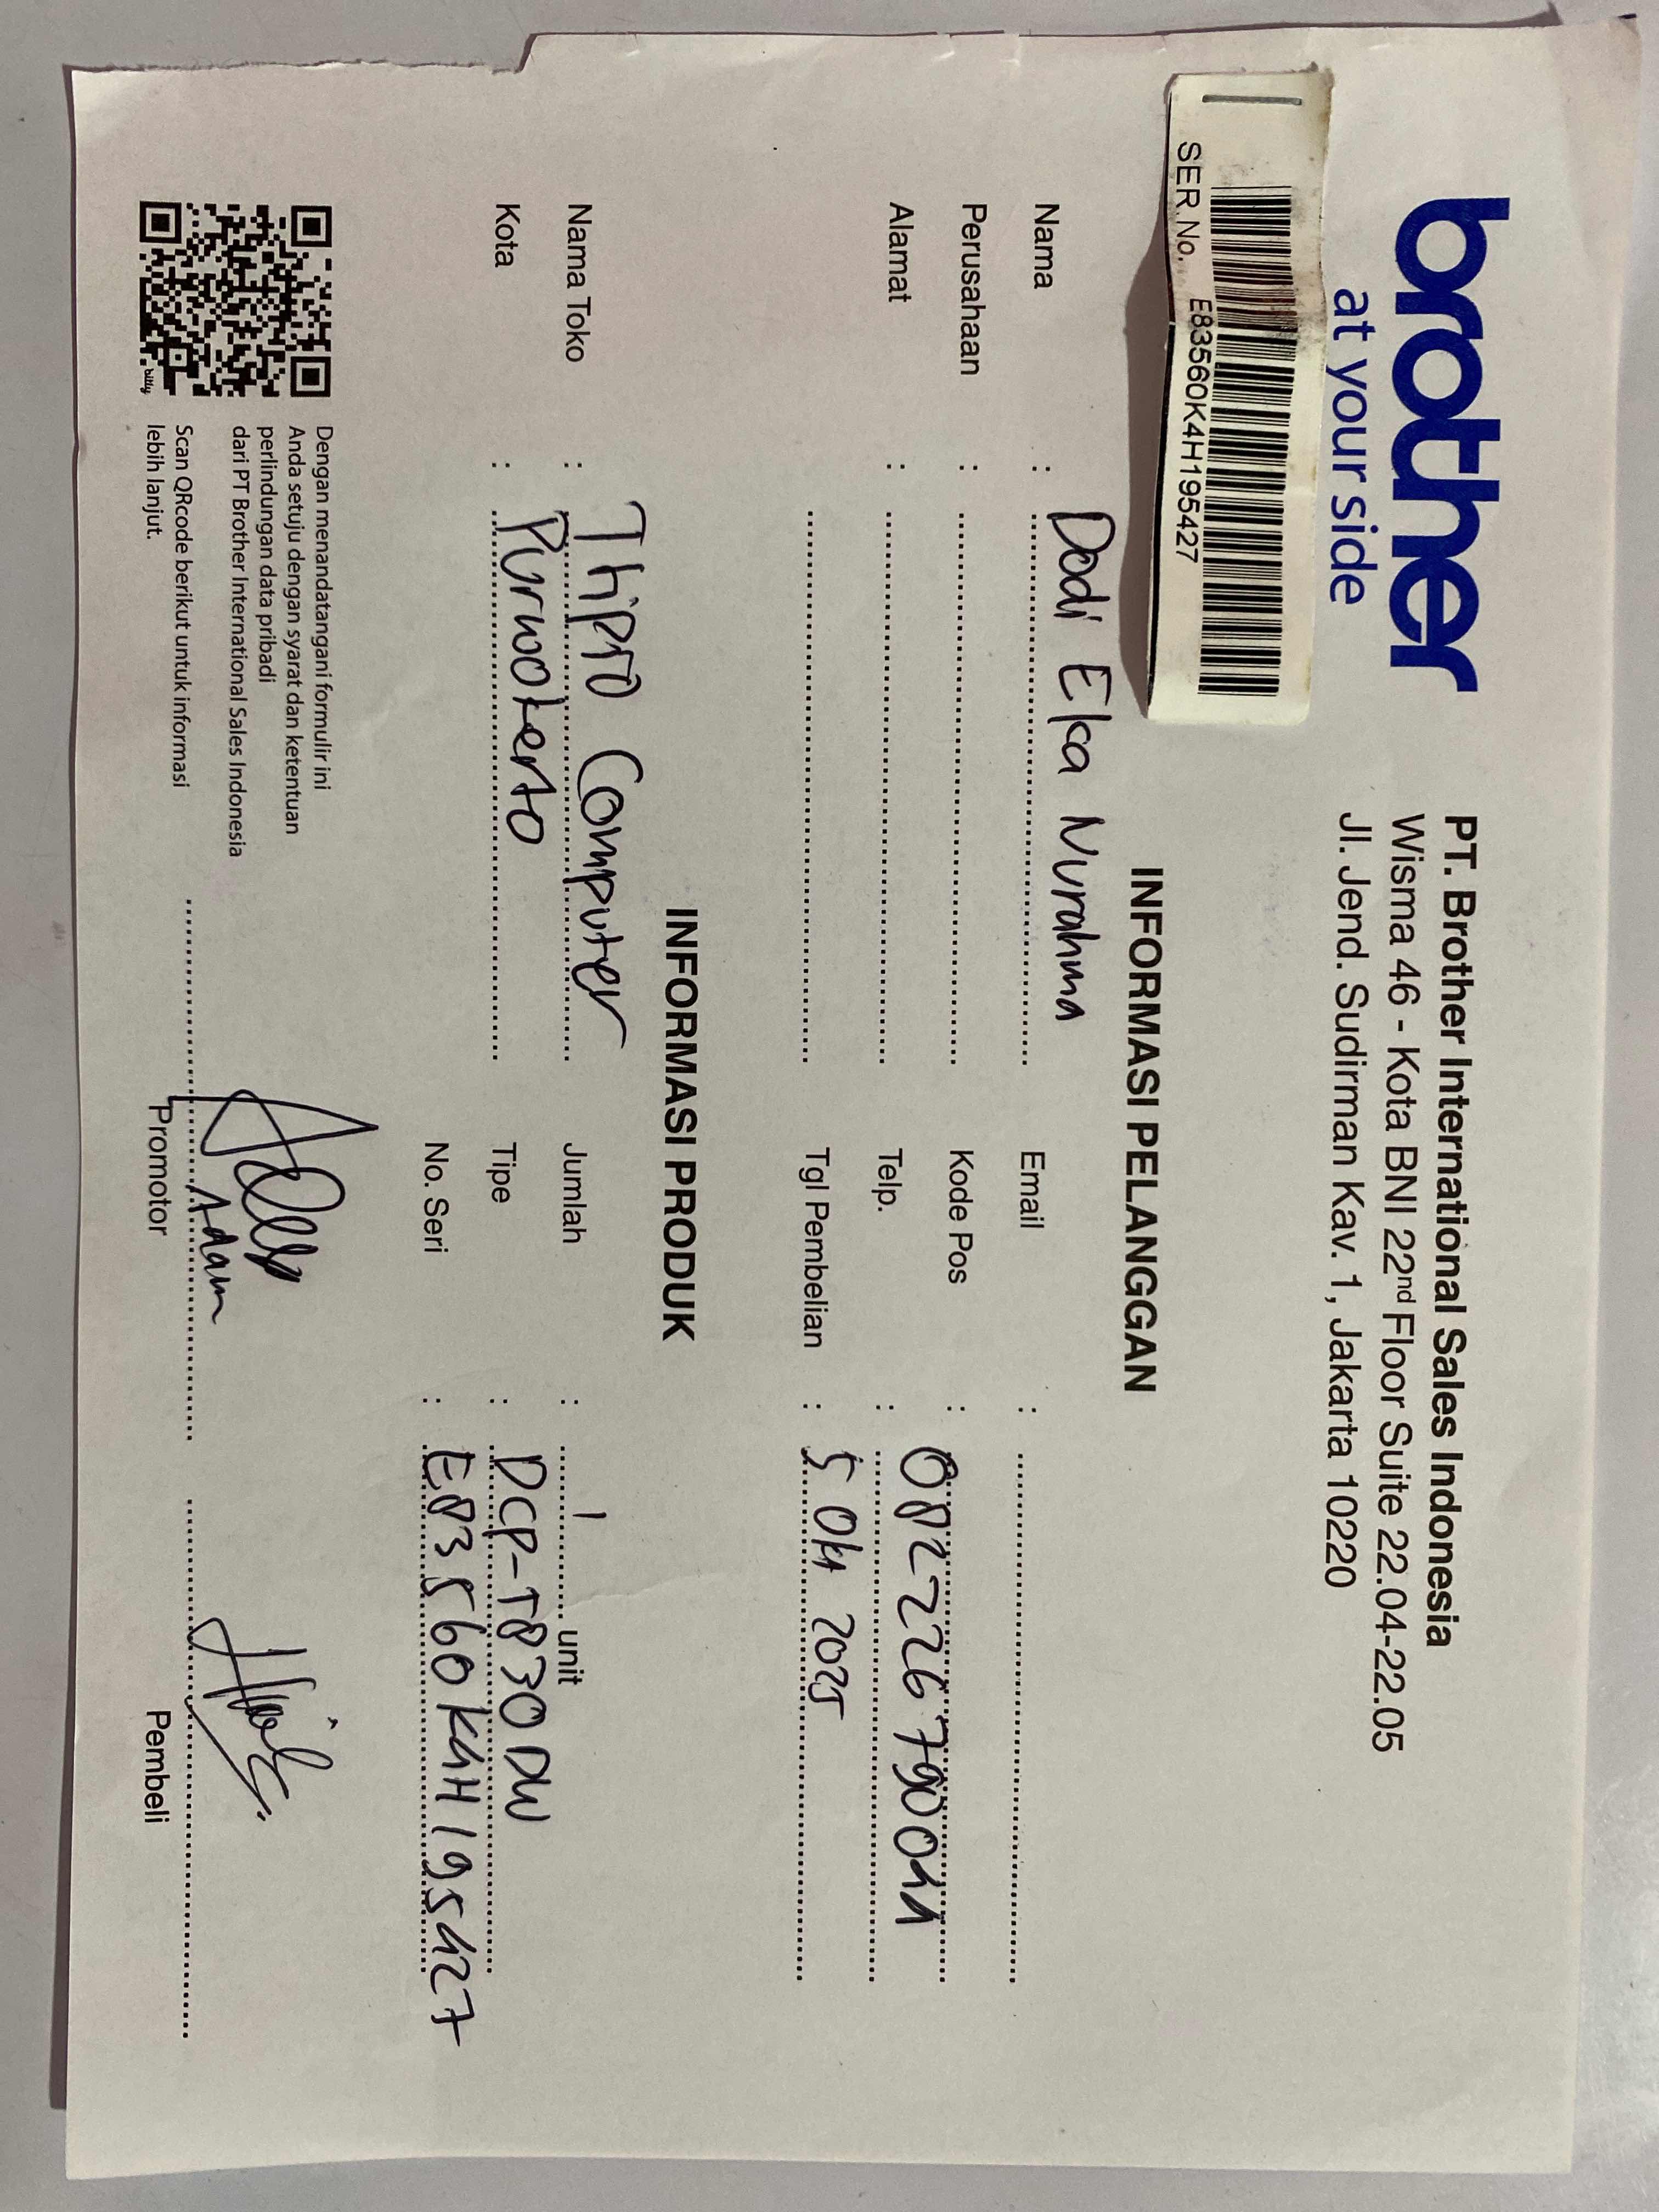 brother
at your side
PT. Brother International Sales Indonesia
Wisma 46 - Kota BNI 22nd Floor Suite 22.04-22.05
Jl. Jend. Sudirman Kav. 1, Jakarta 10220
SER.No. E83560K4H195427
INFORMASI PELANGGAN
Nama : Dodi Eka Nurahma
Email :
Perusahaan :
Kode Pos :
Alamat :
Telp. : 082226790044
Tgl Pembelian : 5 Okt 2025
INFORMASI PRODUK
Nama Toko : Thipro Computer
Jumlah : 1 unit
Kota : Purwokerto
Tipe : DCP-T830DW
No. Seri : E83560K4H195427
Dengan menandatangani formulir ini
Anda setuju dengan syarat dan ketentuan
perlindungan data pribadi
dari PT Brother International Sales Indonesia
Scan QRcode berikut untuk informasi
lebih lanjut.
bitly
Adam
Promotor
Pembeli